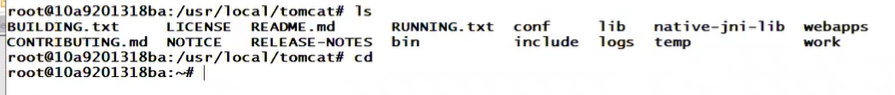 root@10a9201318ba:/usr/local/tomcat# ls
BUILDING.txt LICENSE README.md RUNNING.txt conf lib native-jni-lib webapps
CONTRIBUTING.md NOTICE RELEASE-NOTES bin include logs temp work
root@10a9201318ba:/usr/local/tomcat# cd
root@10a9201318ba:~#